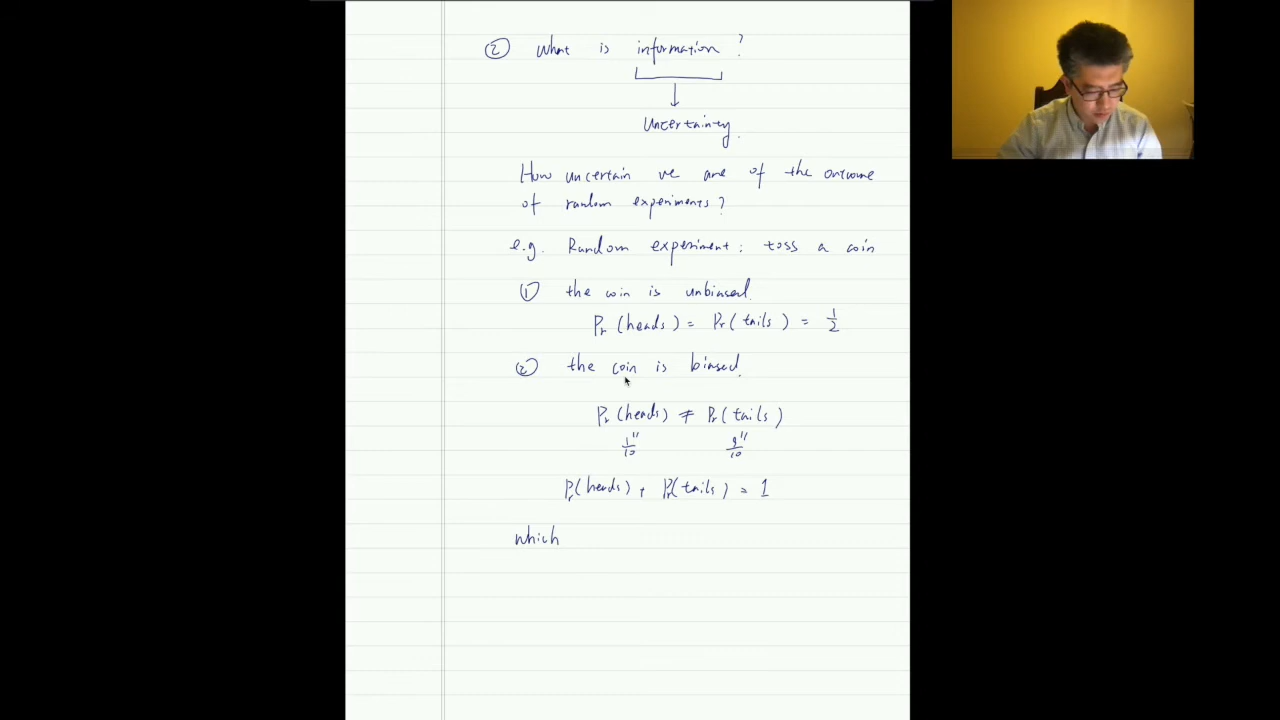 ② What is information ?
↓
Uncertainty.
How uncertain we are of the outcome
of random experiments ?
e.g. Random experiment : toss a coin
① the coin is unbiased.
Pr (heads) = Pr (tails) = 1/2
② the coin is biased.
Pr (heads) ≠ Pr (tails)
1/10 " 9/10 "
Pr(heads) + Pr(tails) = 1
which